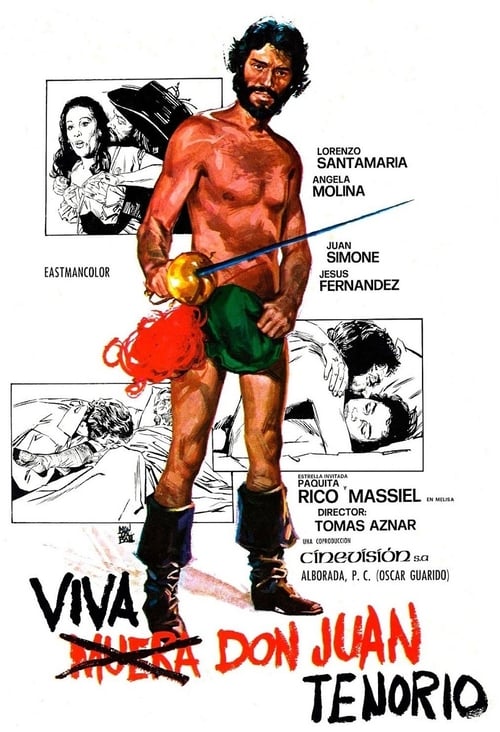 LORENZO
SANTAMARIA
ANGELA
MOLINA
JUAN
SIMONE
JESUS
FERNANDEZ
EASTMANCOLOR
ESTRELLA INVITADA
PAQUITA Y
RICO MASSIEL EN MELISA
DIRECTOR:
TOMAS AZNAR
UNA COPRODUCCION
CINEVISIÓN s.a
ALBORADA, P. C. (OSCAR GUARIDO)
VIVA
MUERA DON JUAN
TENORIO